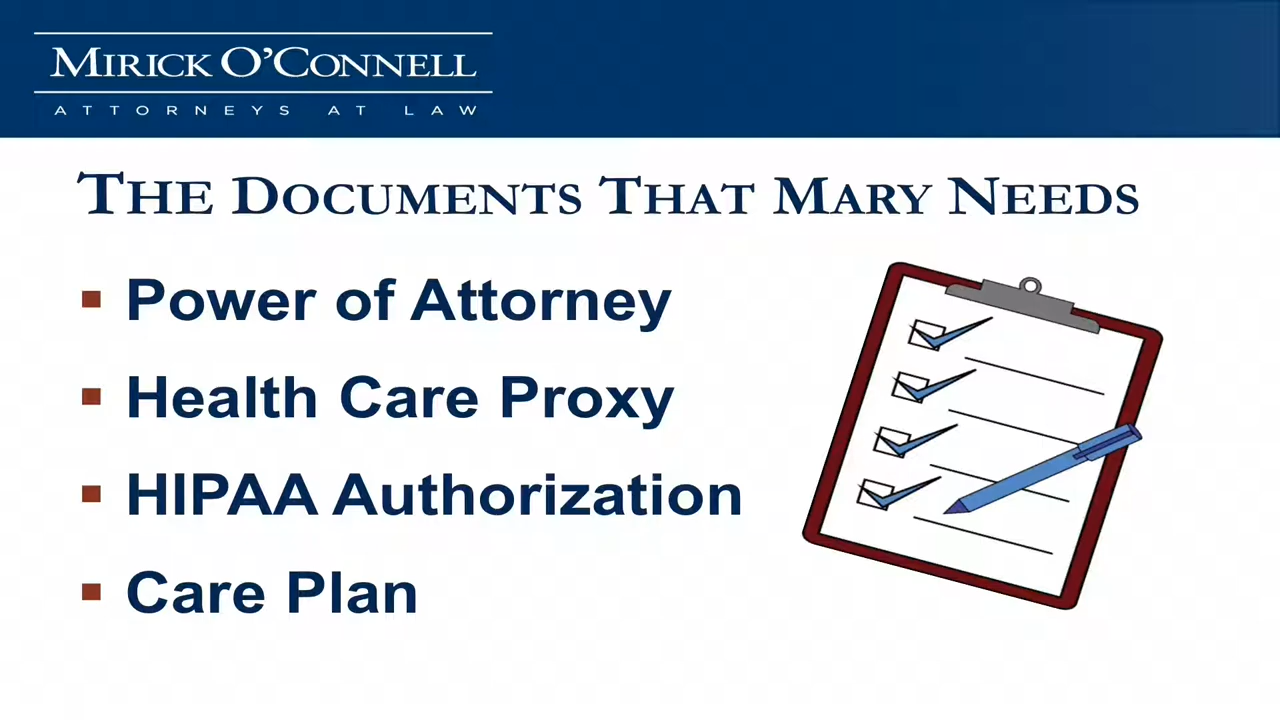 MIRICK O'CONNELL
ATTORNEYS AT LAW
THE DOCUMENTS THAT MARY NEEDS
Power of Attorney
Health Care Proxy
HIPAA Authorization
Care Plan